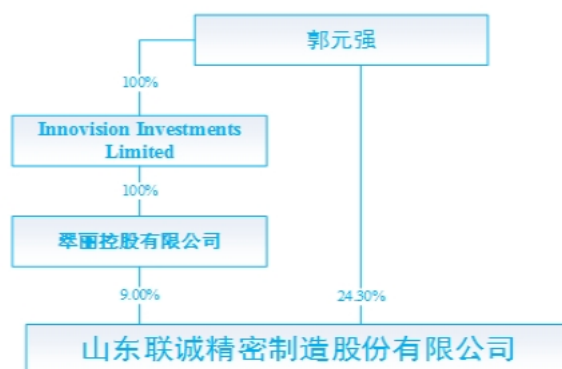 郭元强
100%
Innovision Investments
Limited
100%
翠丽控股有限公司
9.00%
24.30%
山东联诚精密制造股份有限公司